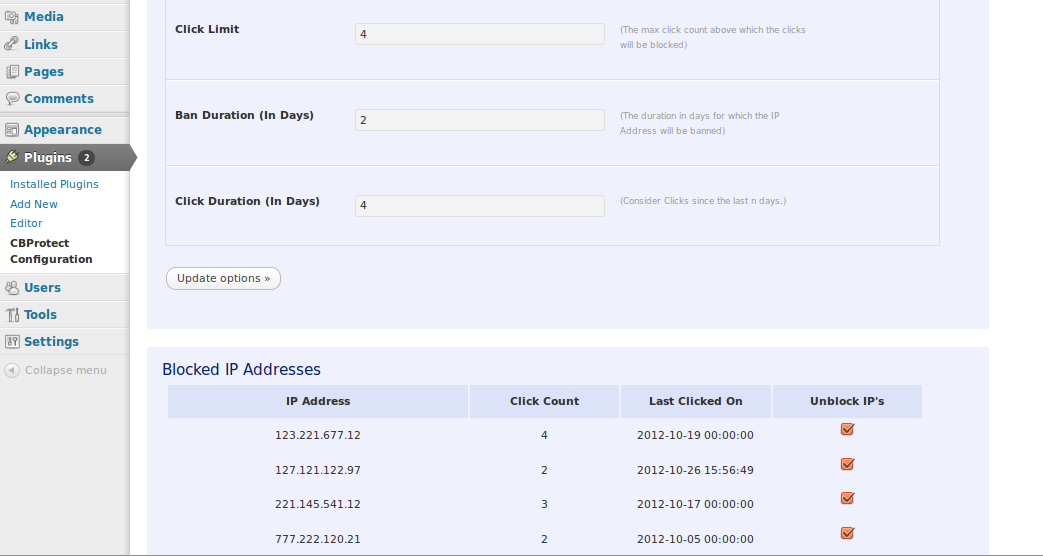 Media
Links
Pages
Comments
Appearance
Plugins 2
Installed Plugins
Add New
Editor
CBProtect
Configuration
Users
Tools
Settings
Collapse menu
Click Limit 4 (The max click count above which the clicks
will be blocked)
Ban Duration (In Days) 2 (The duration in days for which the IP
Address will be banned)
Click Duration (In Days) 4 (Consider Clicks since the last n days.)
Update options »
Blocked IP Addresses
IP Address Click Count Last Clicked On Unblock IP's
123.221.677.12 4 2012-10-19 00:00:00
127.121.122.97 2 2012-10-26 15:56:49
221.145.541.12 3 2012-10-17 00:00:00
777.222.120.21 2 2012-10-05 00:00:00